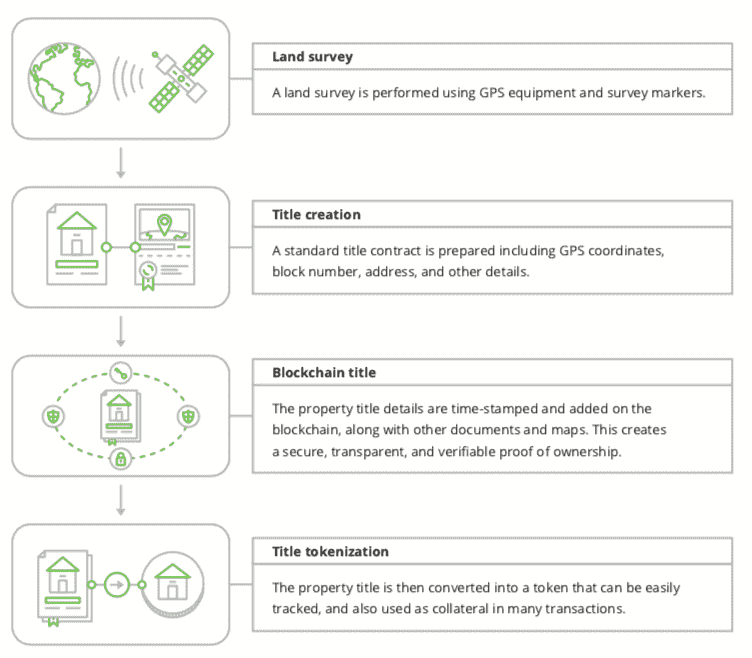 Land survey
A land survey is performed using GPS equipment and survey markers.
Title creation
A standard title contract is prepared including GPS coordinates,
block number, address, and other details.
Blockchain title
The property title details are time-stamped and added on the
blockchain, along with other documents and maps. This creates
a secure, transparent, and verifiable proof of ownership.
Title tokenization
The property title is then converted into a token that can be easily
tracked, and also used as collateral in many transactions.